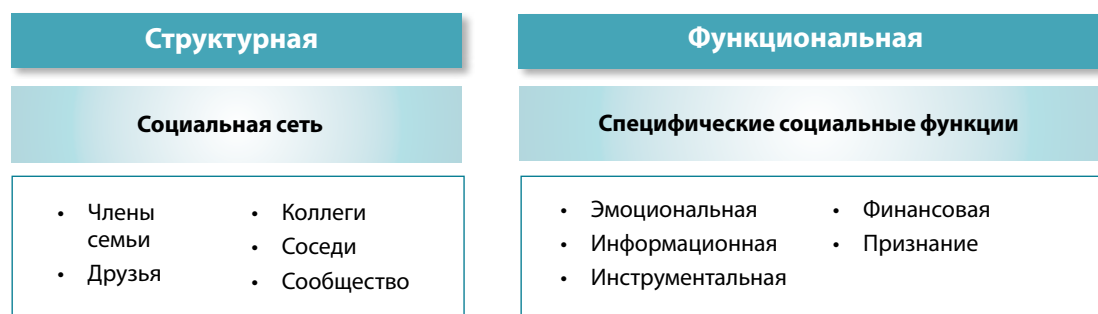 Структурная
Социальная сеть
• Члены
семьи
• Друзья
• Коллеги
• Соседи
• Сообщество
Функциональная
Специфические социальные функции
• Эмоциональная
• Информационная
• Инструментальная
• Финансовая
• Признание